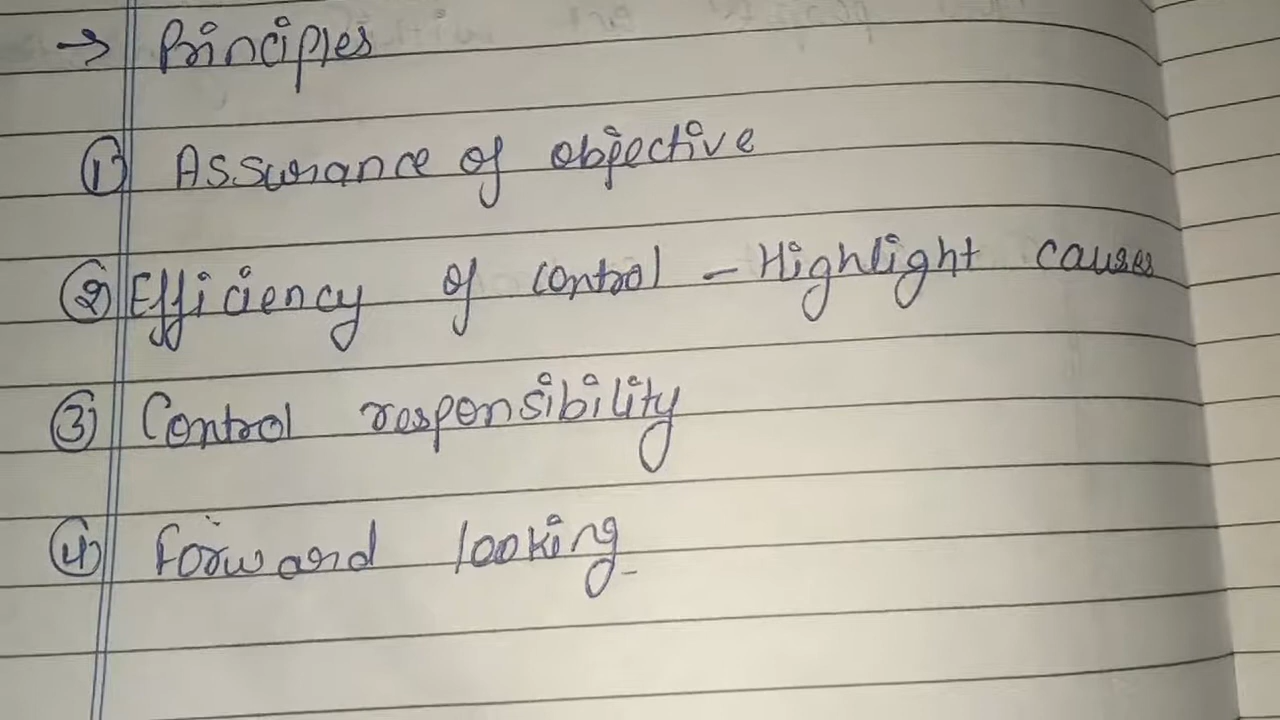 → Principles
① Assurance of objective
② Efficiency of control - Highlight causes
③ Control responsibility
④ Forward looking